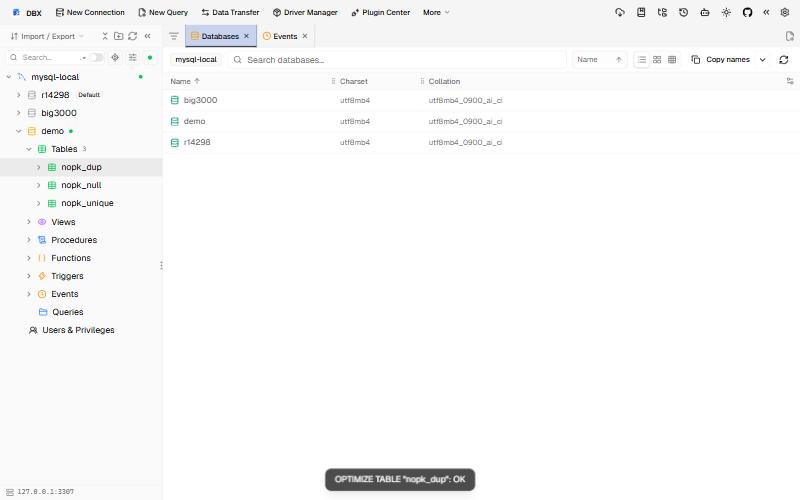 DBX New Connection New Query Data Transfer Driver Manager Plugin Center More
Import / Export
Databases Events
Search... .*
mysql-local
Search databases...
Name
Copy names
mysql-local
Name Charset Collation
r14298 Default
big3000
demo
Tables 3
nopk_dup
nopk_null
nopk_unique
Views
Procedures
Functions
Triggers
Events
Queries
Users & Privileges
big3000 utf8mb4 utf8mb4_0900_ai_ci
demo utf8mb4 utf8mb4_0900_ai_ci
r14298 utf8mb4 utf8mb4_0900_ai_ci
OPTIMIZE TABLE "nopk_dup": OK
127.0.0.1:3307